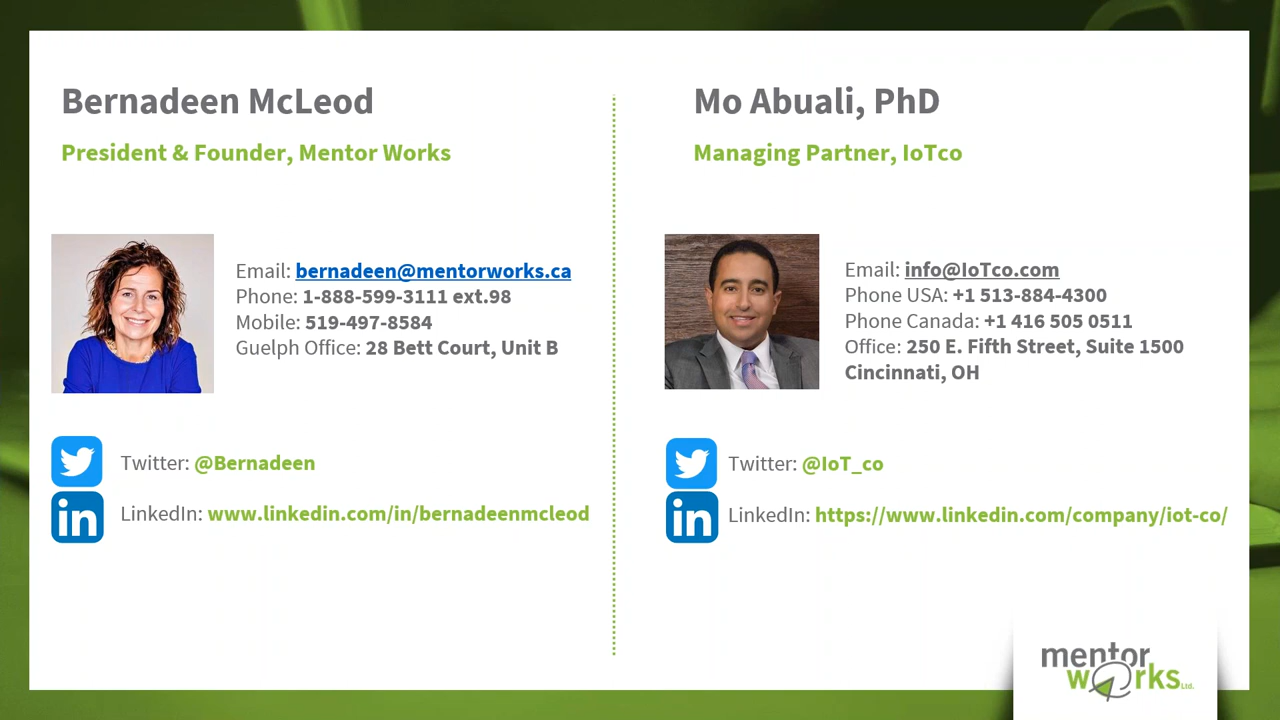 Bernadeen McLeod
President & Founder, Mentor Works
Email: bernadeen@mentorworks.ca
Phone: 1-888-599-3111 ext.98
Mobile: 519-497-8584
Guelph Office: 28 Bett Court, Unit B
Twitter: @Bernadeen
in
LinkedIn: www.linkedin.com/in/bernadeenmcleod
Mo Abuali, PhD
Managing Partner, IoTco
Email: info@IoTco.com
Phone USA: +1 513-884-4300
Phone Canada: +1 416 505 0511
Office: 250 E. Fifth Street, Suite 1500
Cincinnati, OH
Twitter: @IoT_co
in
LinkedIn: https://www.linkedin.com/company/iot-co/
mentor
works Ltd.